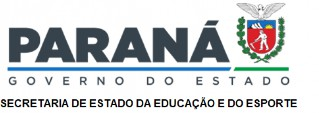 PARANÁ
GOVERNO DO ESTADO
SECRETARIA DE ESTADO DA EDUCAÇÃO E DO ESPORTE